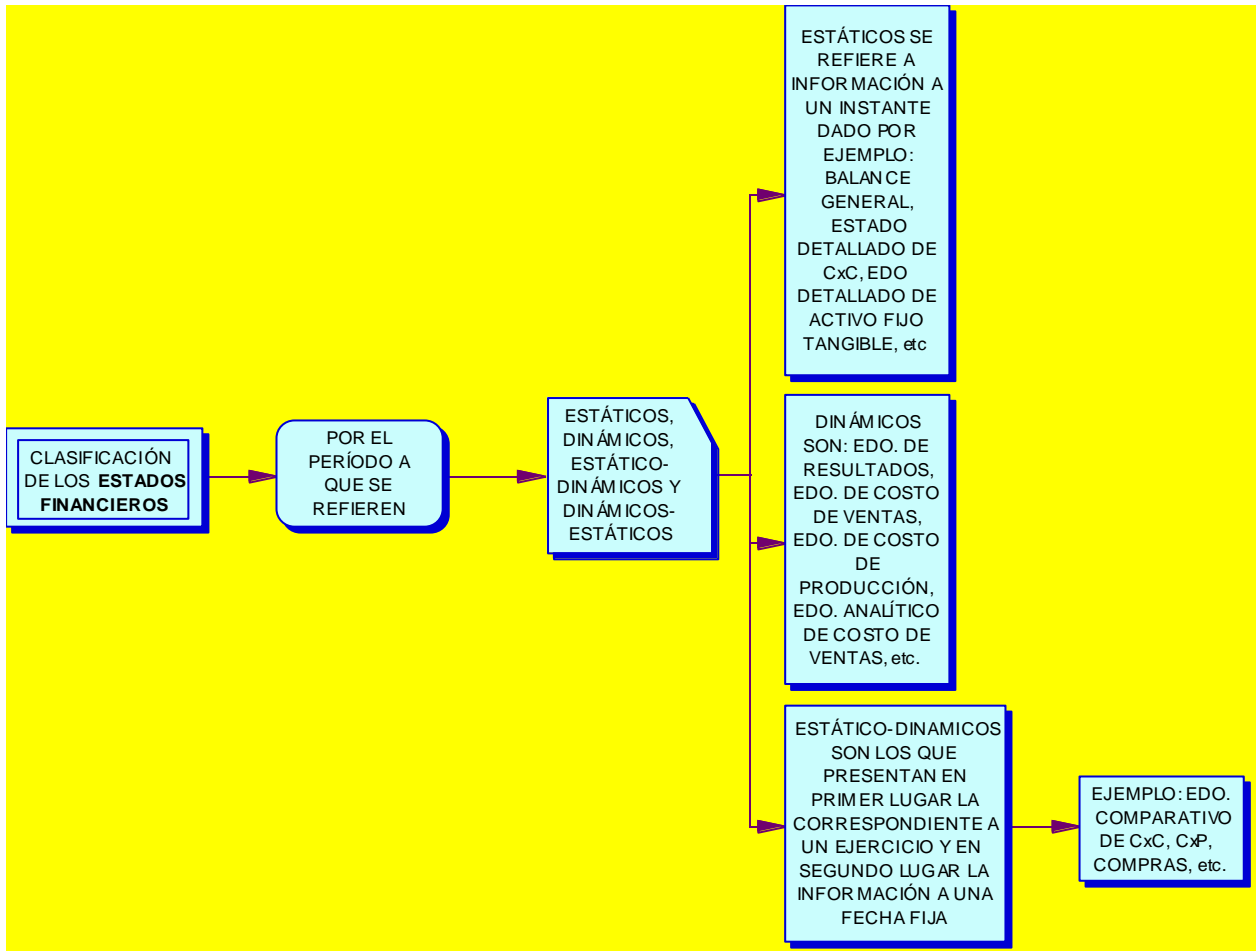 CLASIFICACIÓN
DE LOS ESTADOS
FINANCIEROS
POR EL
PERÍODO A
QUE SE
REFIEREN
ESTÁTICOS,
DINÁMICOS,
ESTÁTICO-
DINÁMICOS Y
DINÁMICOS-
ESTÁTICOS
ESTÁTICOS SE
REFIERE A
INFORMACIÓN A
UN INSTANTE
DADO POR
EJEMPLO:
BALANCE
GENERAL,
ESTADO
DETALLADO DE
CxC, EDO
DETALLADO DE
ACTIVO FIJO
TANGIBLE, etc
DINÁMICOS
SON: EDO. DE
RESULTADOS,
EDO. DE COSTO
DE VENTAS,
EDO. DE COSTO
DE
PRODUCCIÓN,
EDO. ANALÍTICO
DE COSTO DE
VENTAS, etc.
ESTÁTICO-DINAMICOS
SON LOS QUE
PRESENTAN EN
PRIMER LUGAR LA
CORRESPONDIENTE A
UN EJERCICIO Y EN
SEGUNDO LUGAR LA
INFORMACIÓN A UNA
FECHA FIJA
EJEMPLO: EDO.
COMPARATIVO
DE CxC, CxP,
COMPRAS, etc.